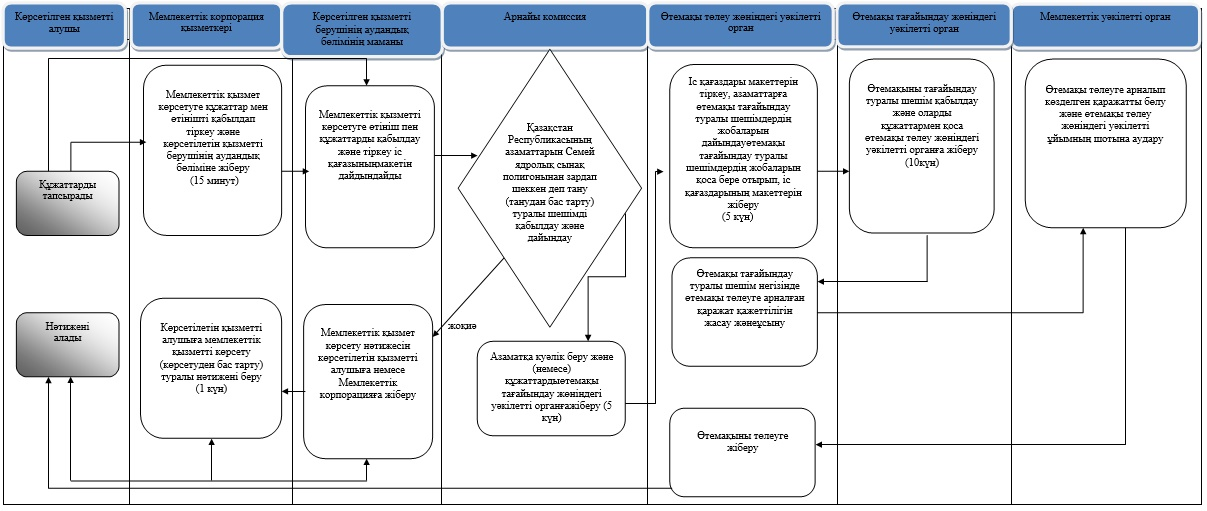 Көрсетілген қызметті
алушы
Мемлекеттік корпорация
қызметкері
Көрсетілген қызметті
берушінің аудандық
бөлімінің маманы
Арнайы комиссия
Өтемақы төлеу жөніндегі уәкілетті
орган
Өтемақы тағайындау жөніндегі
уәкілетті орган
Мемлекеттік уәкілетті орган
Құжаттарды
тапсырады
Мемлекеттік қызмет
көрсетуге құжаттар мен
өтінішті қабылдап
тіркеу және
көрсетілетін қызметті
берушінің аудандық
бөліміне жіберу
(15 минут)
Мемлекеттік қызметті
көрсетуге өтініш пен
құжаттарды қабылдау
және тіркеу іс
қағазыныңмакетін
дайдындайды
Қазақстан
Республикасының
азаматтарын Семей
ядролық сынақ
полигонынан зардап
шеккен деп тану
(танудан бас тарту)
туралы шешімді
қабылдау және
дайындау
Іс қағаздары макеттерін
тіркеу, азаматтарға
өтемақы тағайындау
туралы шешімдердің
жобаларын
дайындауөтемақы
тағайындау туралы
шешімдердің жобаларын
қоса бере отырып, іс
қағаздарының макеттерін
жіберу
(5 күн)
Өтемақыны тағайындау
туралы шешім қабылдау
және оларды
құжаттармен қоса
өтемақы төлеу жөніндегі
уәкілетті органға жіберу
(10күн)
Өтемақы төлеуге арналып
көзделген қаражатты бөлу
және өтемақы төлеу
жөніндегі уәкілетті
ұйымның шотына аудару
Өтемақы тағайындау
туралы шешім негізінде
өтемақы төлеуге арналған
қаражат қажеттілігін
жасау жәнеұсыну
Нәтижені
алады
Көрсетілетін қызметті
алушыға мемлекеттік
қызметті көрсету
(көрсетуден бас тарту)
туралы нәтижені беру
(1 күн)
Мемлекеттік қызмет
көрсету нәтижесін
көрсетілетін қызметті
алушыға немесе
Мемлекеттік
корпорацияға жіберу
жоқиә
Азаматқа куәлік беру және
(немесе)
құжаттардыөтемақы
тағайындау жөніндегі
уәкілетті органғажіберу (5
күн)
Өтемақыны төлеуге
жіберу